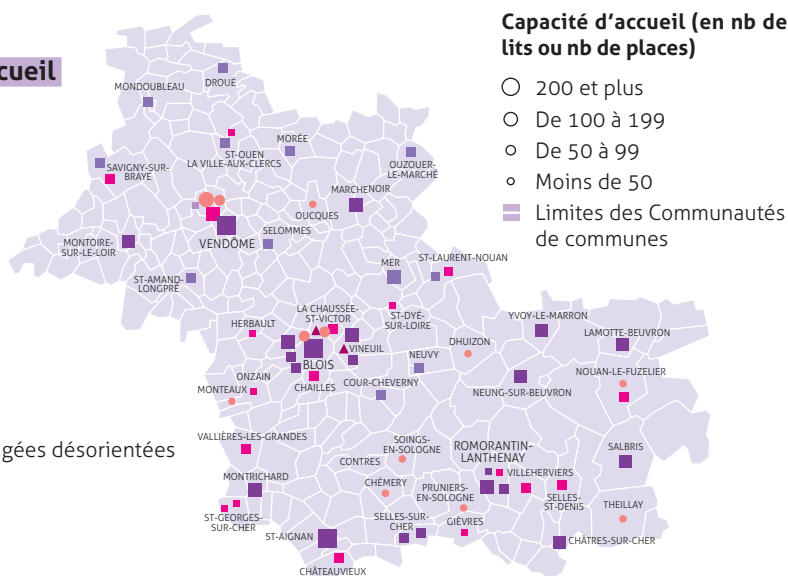 cueil
Capacité d'accueil (en nb de
lits ou nb de places)
200 et plus
De 100 à 199
De 50 à 99
Moins de 50
Limites des Communautés
de communes
gées désorientées
MONDOUBLEAU
DROUÉ
SAVIGNY-SUR-
BRAYE
ST-OUEN
LA VILLE-AUX-CLERCS
MORÉE
OUZOUER-
LE-MARCHÉ
MARCHENOIR
OUCQUES
VENDÔME
SELOMMES
MONTOIRE-
SUR-LE-LOIR
ST-AMAND-
LONGPRÉ
MER
ST-LAURENT-NOUAN
LA CHAUSSÉE-
ST-VICTOR
HERBAULT
ST-DYÉ-
SUR-LOIRE
YVOY-LE-MARRON
LAMOTTE-BEUVRON
DHUIZON
VINEUIL
BLOIS
NEUVY
NOUAN-LE-FUZELIER
ONZAIN
MONTEAUX
CHAILLES
COUR-CHEVERNY
NEUNG-SUR-BEUVRON
VALLIÈRES-LES-GRANDES
SOINGS-
EN-SOLOGNE
ROMORANTIN-
LANTHENAY
SALBRIS
CONTRES
VILLEHERVIERS
MONTRICHARD
CHÉMERY
PRUNIERS-
EN-SOLOGNE
SELLES-
ST-DENIS
THEILLAY
ST-GEORGES-
SUR-CHER
SELLES-SUR-
CHER
GIÈVRES
ST-AIGNAN
CHÂTRES-SUR-CHER
CHÂTEAUVIEUX